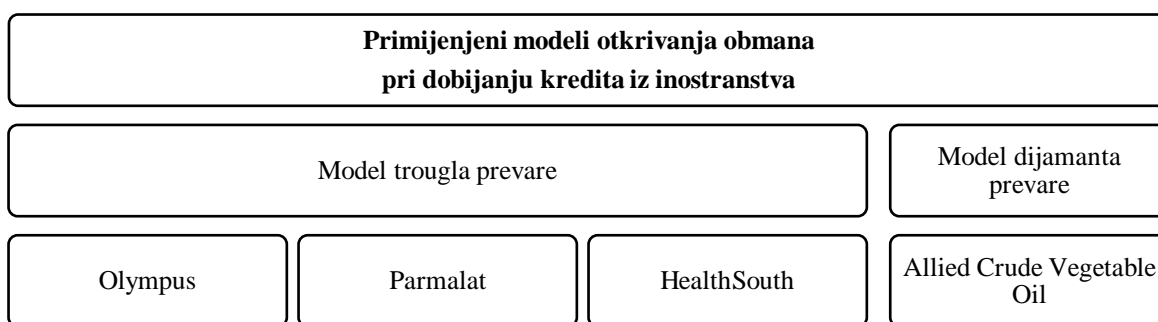 Primijenjeni modeli otkrivanja obmana
pri dobijanju kredita iz inostranstva
Model trougla prevare
Model dijamanta
prevare
Olympus
Parmalat
HealthSouth
Allied Crude Vegetable
Oil